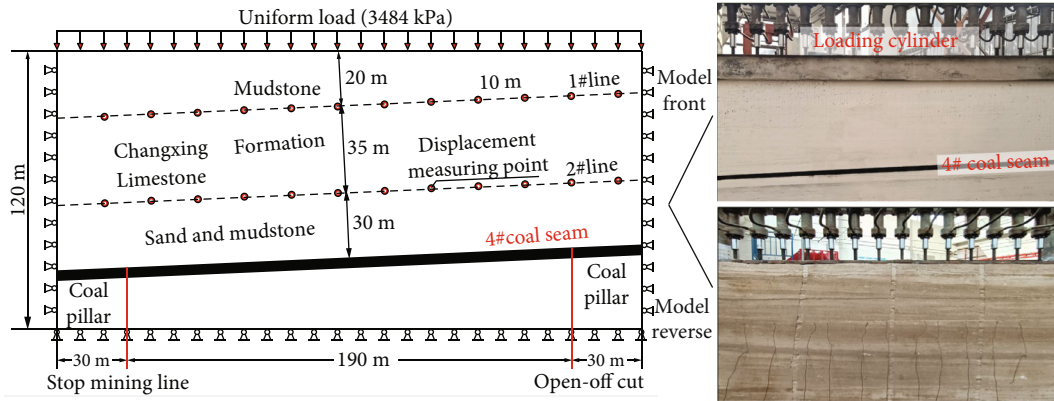 Uniform load (3484 kPa)
Loading cylinder
Model
front
20 m
Mudstone
10 m
1#line
Changxing
Formation
Limestone
35 m
Displacement
measuring point
2#line
4# coal seam
120 m
Sand and mudstone
30 m
4#coal seam
Coal
pillar
Coal
pillar
Model
reverse
30 m
190 m
30 m
Stop mining line
Open-off cut